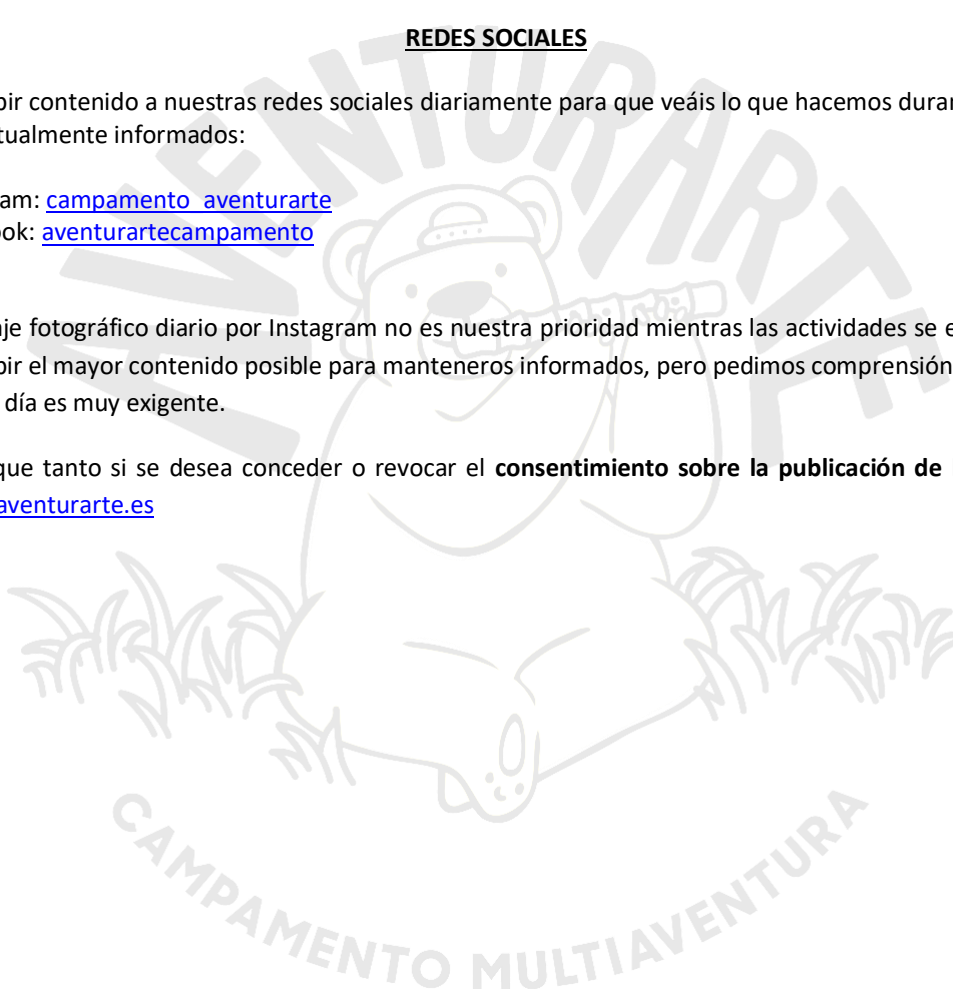 REDES SOCIALES
bir contenido a nuestras redes sociales diariamente para que veáis lo que hacemos duran
tualmente informados:
am: campamento_aventurarte
ok: aventurartecampamento
aje fotográfico diario por Instagram no es nuestra prioridad mientras las actividades se e
bir el mayor contenido posible para manteneros informados, pero pedimos comprensión
día es muy exigente.
que tanto si se desea conceder o revocar el consentimiento sobre la publicación de
aventurarte.es
AVENTURARTE
CAMPAMENTO MULTIAVENTURA